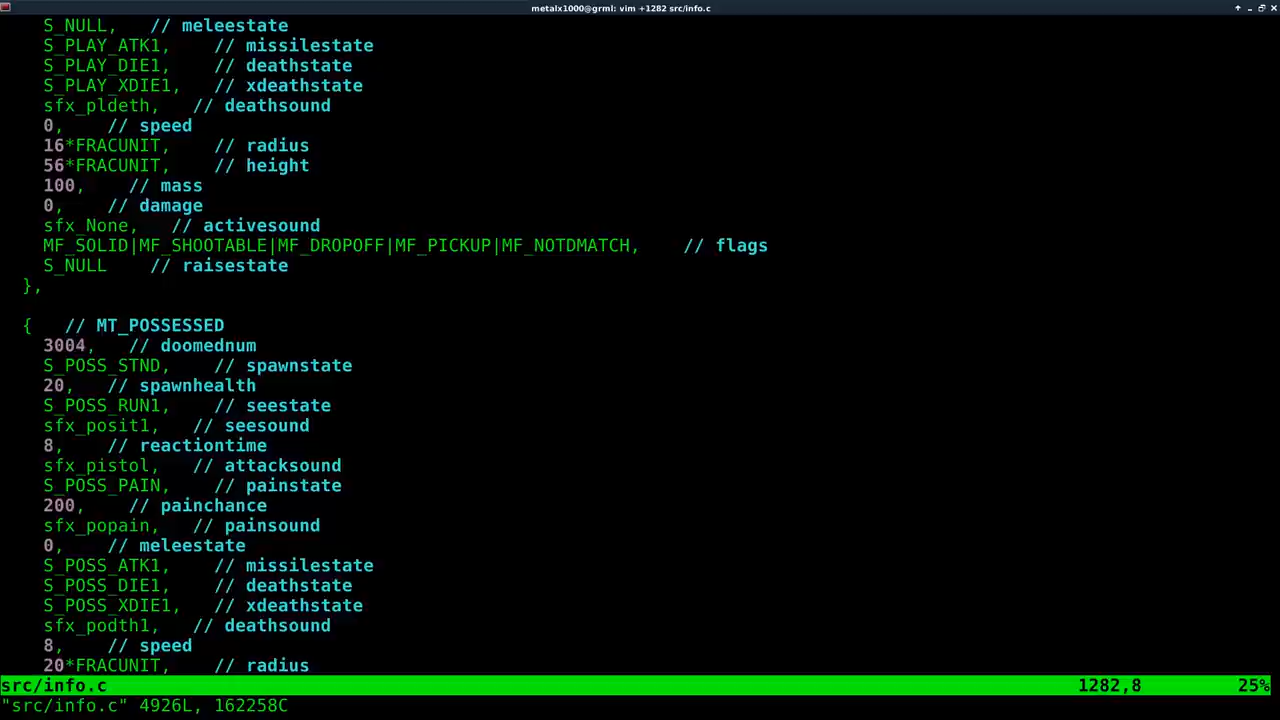 metalx1000@grml: vim +1282 src/info.c
S_NULL, // meleestate
S_PLAY_ATK1, // missilestate
S_PLAY_DIE1, // deathstate
S_PLAY_XDIE1, // xdeathstate
sfx_pldeth, // deathsound
0, // speed
16*FRACUNIT, // radius
56*FRACUNIT, // height
100, // mass
0, // damage
sfx_None, // activesound
MF_SOLID|MF_SHOOTABLE|MF_DROPOFF|MF_PICKUP|MF_NOTDMATCH, // flags
S_NULL // raisestate
},
{ // MT_POSSESSED
3004, // doomednum
S_POSS_STND, // spawnstate
20, // spawnhealth
S_POSS_RUN1, // seestate
sfx_posit1, // seesound
8, // reactiontime
sfx_pistol, // attacksound
S_POSS_PAIN, // painstate
200, // painchance
sfx_popain, // painsound
0, // meleestate
S_POSS_ATK1, // missilestate
S_POSS_DIE1, // deathstate
S_POSS_XDIE1, // xdeathstate
sfx_podth1, // deathsound
8, // speed
20*FRACUNIT, // radius
src/info.c 1282,8 25%
"src/info.c" 4926L, 162258C